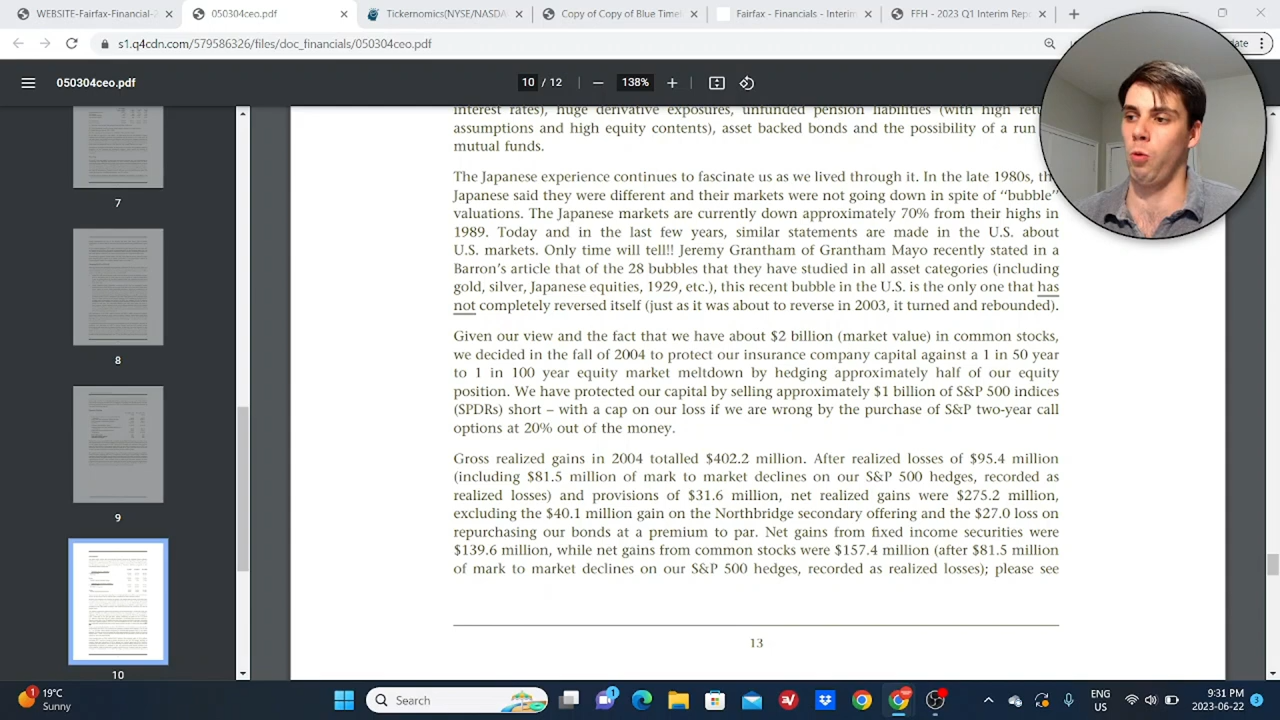 WEBSITE-Fairfax-Financial-
050304ceo.pdf
Tickernomics(NYSE/NASDA
Copy of Copy of Blue Timel
Fairfax - Financials - Interim
FFH - 2023 Q1 Interim Rep
s1.q4cdn.com/579586326/files/doc_financials/050304ceo.pdf
050304ceo.pdf
10 / 12
138%
7
8
9
10
assumptions and high equity contents), asset backed bonds and the possibility of a run
mutual funds.
The Japanese experience continues to fascinate us as we lived through it. In the late 1980s, the
Japanese said they were different and their markets were not going down in spite of ‘‘bubble’’
valuations. The Japanese markets are currently down approximately 70% from their highs in
1989. Today and in the last few years, similar statements are made in the U.S. about
U.S. markets. Only time will tell!! Jeremy Grantham of Grantham Mayo recently stated in a
Barron's article that of the 28 bubbles that they have studied in all asset categories (including
gold, silver, Japanese equities, 1929, etc.), this recent bubble in the U.S. is the only one that has
not completely reversed itself (just as it was about to reverse in 2003, it turned and rebounded).
Given our view and the fact that we have about $2 billion (market value) in common stocks,
we decided in the fall of 2004 to protect our insurance company capital against a 1 in 50 year
to 1 in 100 year equity market meltdown by hedging approximately half of our equity
position. We have protected our capital by selling approximately $1 billion of S&P 500 indices
(SPDRs) short – with a cap on our loss if we are wrong by the purchase of S&P two-year call
options at 20% out of the money.
Gross realized gains in 2004 totalled $402.2 million. After realized losses of $95.4 million
(including $81.5 million of mark to market declines on our S&P 500 hedges, recorded as
realized losses) and provisions of $31.6 million, net realized gains were $275.2 million,
excluding the $40.1 million gain on the Northbridge secondary offering and the $27.0 loss on
repurchasing our bonds at a premium to par. Net gains from fixed income securities were
$139.6 million, while net gains from common stocks were $157.2 million (after $81.5 million
of mark to market declines on our S&P 500 hedges, recorded as realized losses); please see
13
1
19°C
Sunny
Search
1
ENG
US
9:31 PM
2023-06-22
3